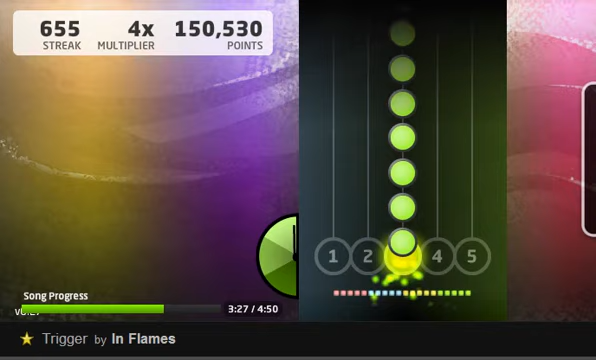 655 4x 150,530
STREAK MULTIPLIER POINTS
1 2 4 5
Song Progress
3:27 / 4:50
Trigger by In Flames